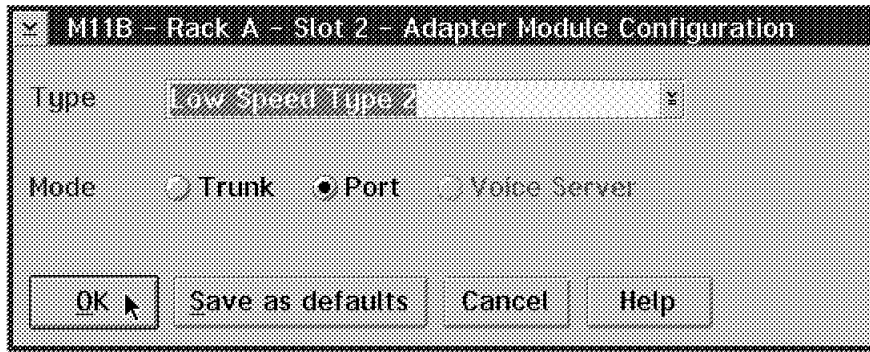 M11B - Rack A - Slot 2 - Adapter Module Configuration
Type Low Speed Type 2
Mode Trunk Port Voice Server
OK Save as defaults Cancel Help